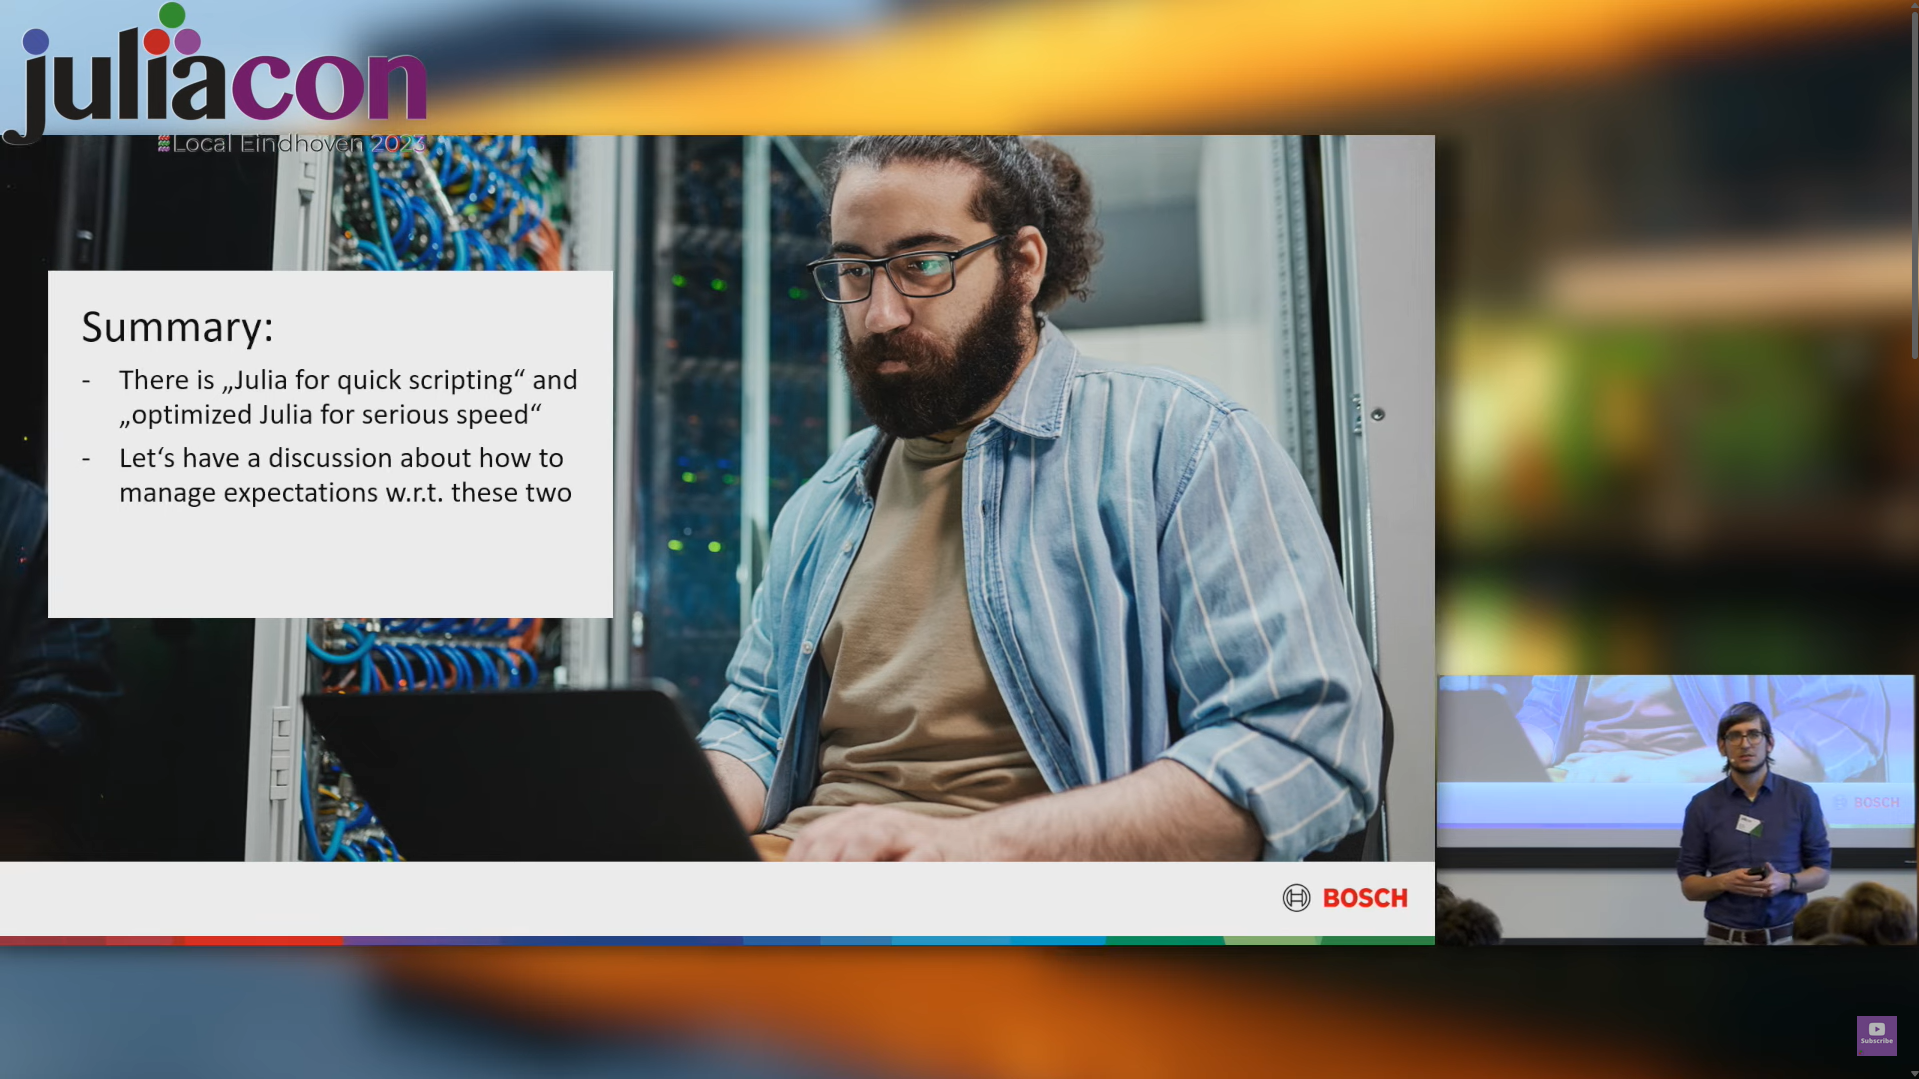 juliacon
Local Eindhoven 2023
Summary:
- There is „Julia for quick scripting“ and
„optimized Julia for serious speed“
- Let‘s have a discussion about how to
manage expectations w.r.t. these two
BOSCH
BOSCH
Subscribe